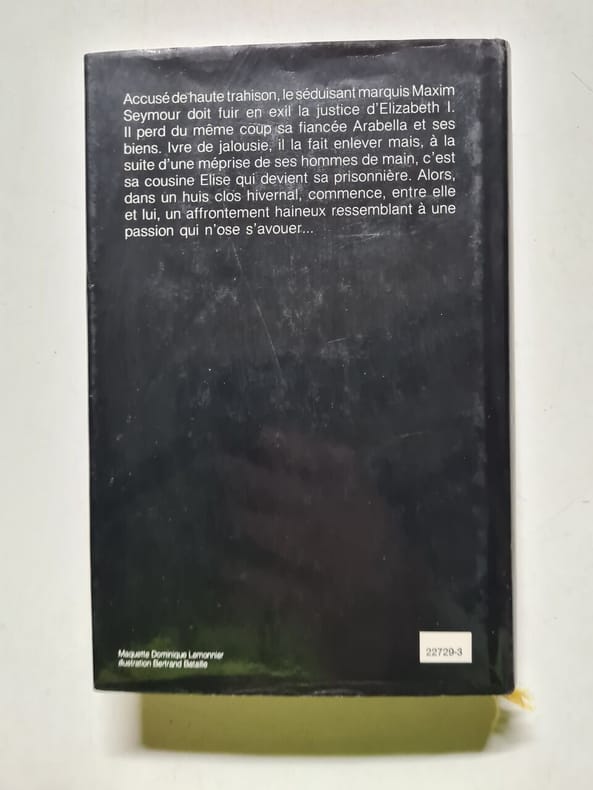 Accusé de haute trahison, le séduisant marquis Maxim
Seymour doit fuir en exil la justice d'Elizabeth I.
Il perd du même coup sa fiancée Arabella et ses
biens. Ivre de jalousie, il la fait enlever mais, à la
suite d'une méprise de ses hommes de main, c'est
sa cousine Elise qui devient sa prisonnière. Alors,
dans un huis clos hivernal, commence, entre elle
et lui, un affrontement haineux ressemblant à une
passion qui n'ose s'avouer...
Maquette Dominique Lemonnier
Illustration Bertrand Bataille
22729-3